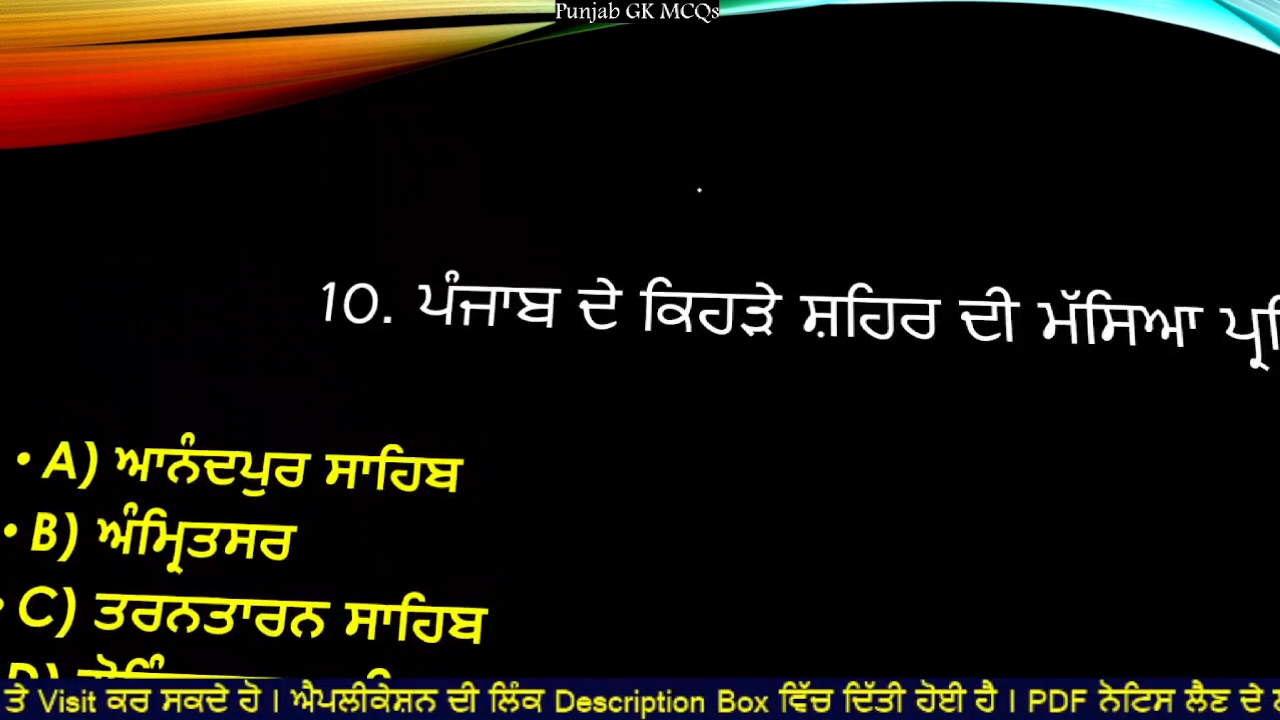 Punjab GK MCQs
10. ਪੰਜਾਬ ਦੇ ਕਿਹੜੇ ਸ਼ਹਿਰ ਦੀ ਮੱਸਿਆ
• A) ਆਨੰਦਪੁਰ ਸਾਹਿਬ
• B) ਅੰਮ੍ਰਿਤਸਰ
• C) ਤਰਨਤਾਰਨ ਸਾਹਿਬ
ਤੇ Visit ਕਰ ਸਕਦੇ ਹੋ । ਐਪਲੀਕੇਸ਼ਨ ਦੀ ਲਿੰਕ Description Box ਵਿੱਚ ਦਿੱਤੀ ਹੋਈ ਹੈ । PDF ਨੋਟਿਸ ਲੈਣ ਦੇ